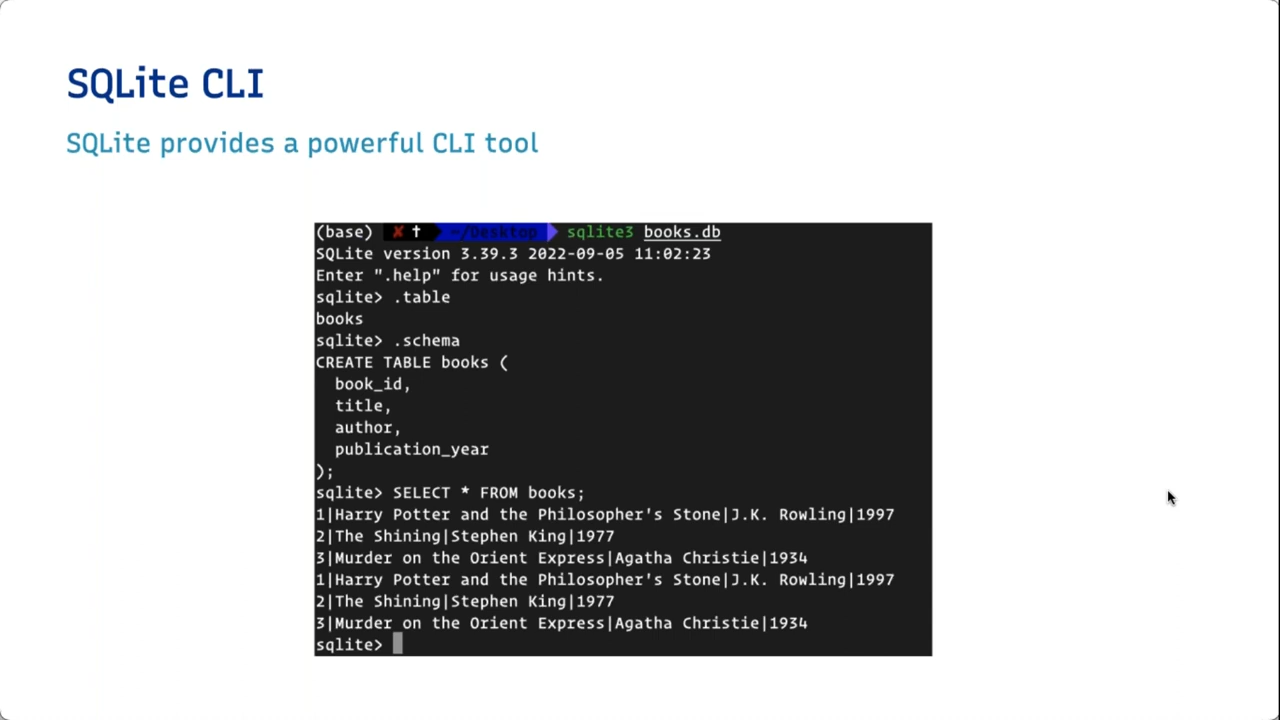 SQLite CLI
SQLite provides a powerful CLI tool
(base) ✘ ✝ ~/Desktop sqlite3 books.db
SQLite version 3.39.3 2022-09-05 11:02:23
Enter ".help" for usage hints.
sqlite> .table
books
sqlite> .schema
CREATE TABLE books (
  book_id,
  title,
  author,
  publication_year
);
sqlite> SELECT * FROM books;
1|Harry Potter and the Philosopher's Stone|J.K. Rowling|1997
2|The Shining|Stephen King|1977
3|Murder on the Orient Express|Agatha Christie|1934
1|Harry Potter and the Philosopher's Stone|J.K. Rowling|1997
2|The Shining|Stephen King|1977
3|Murder on the Orient Express|Agatha Christie|1934
sqlite>